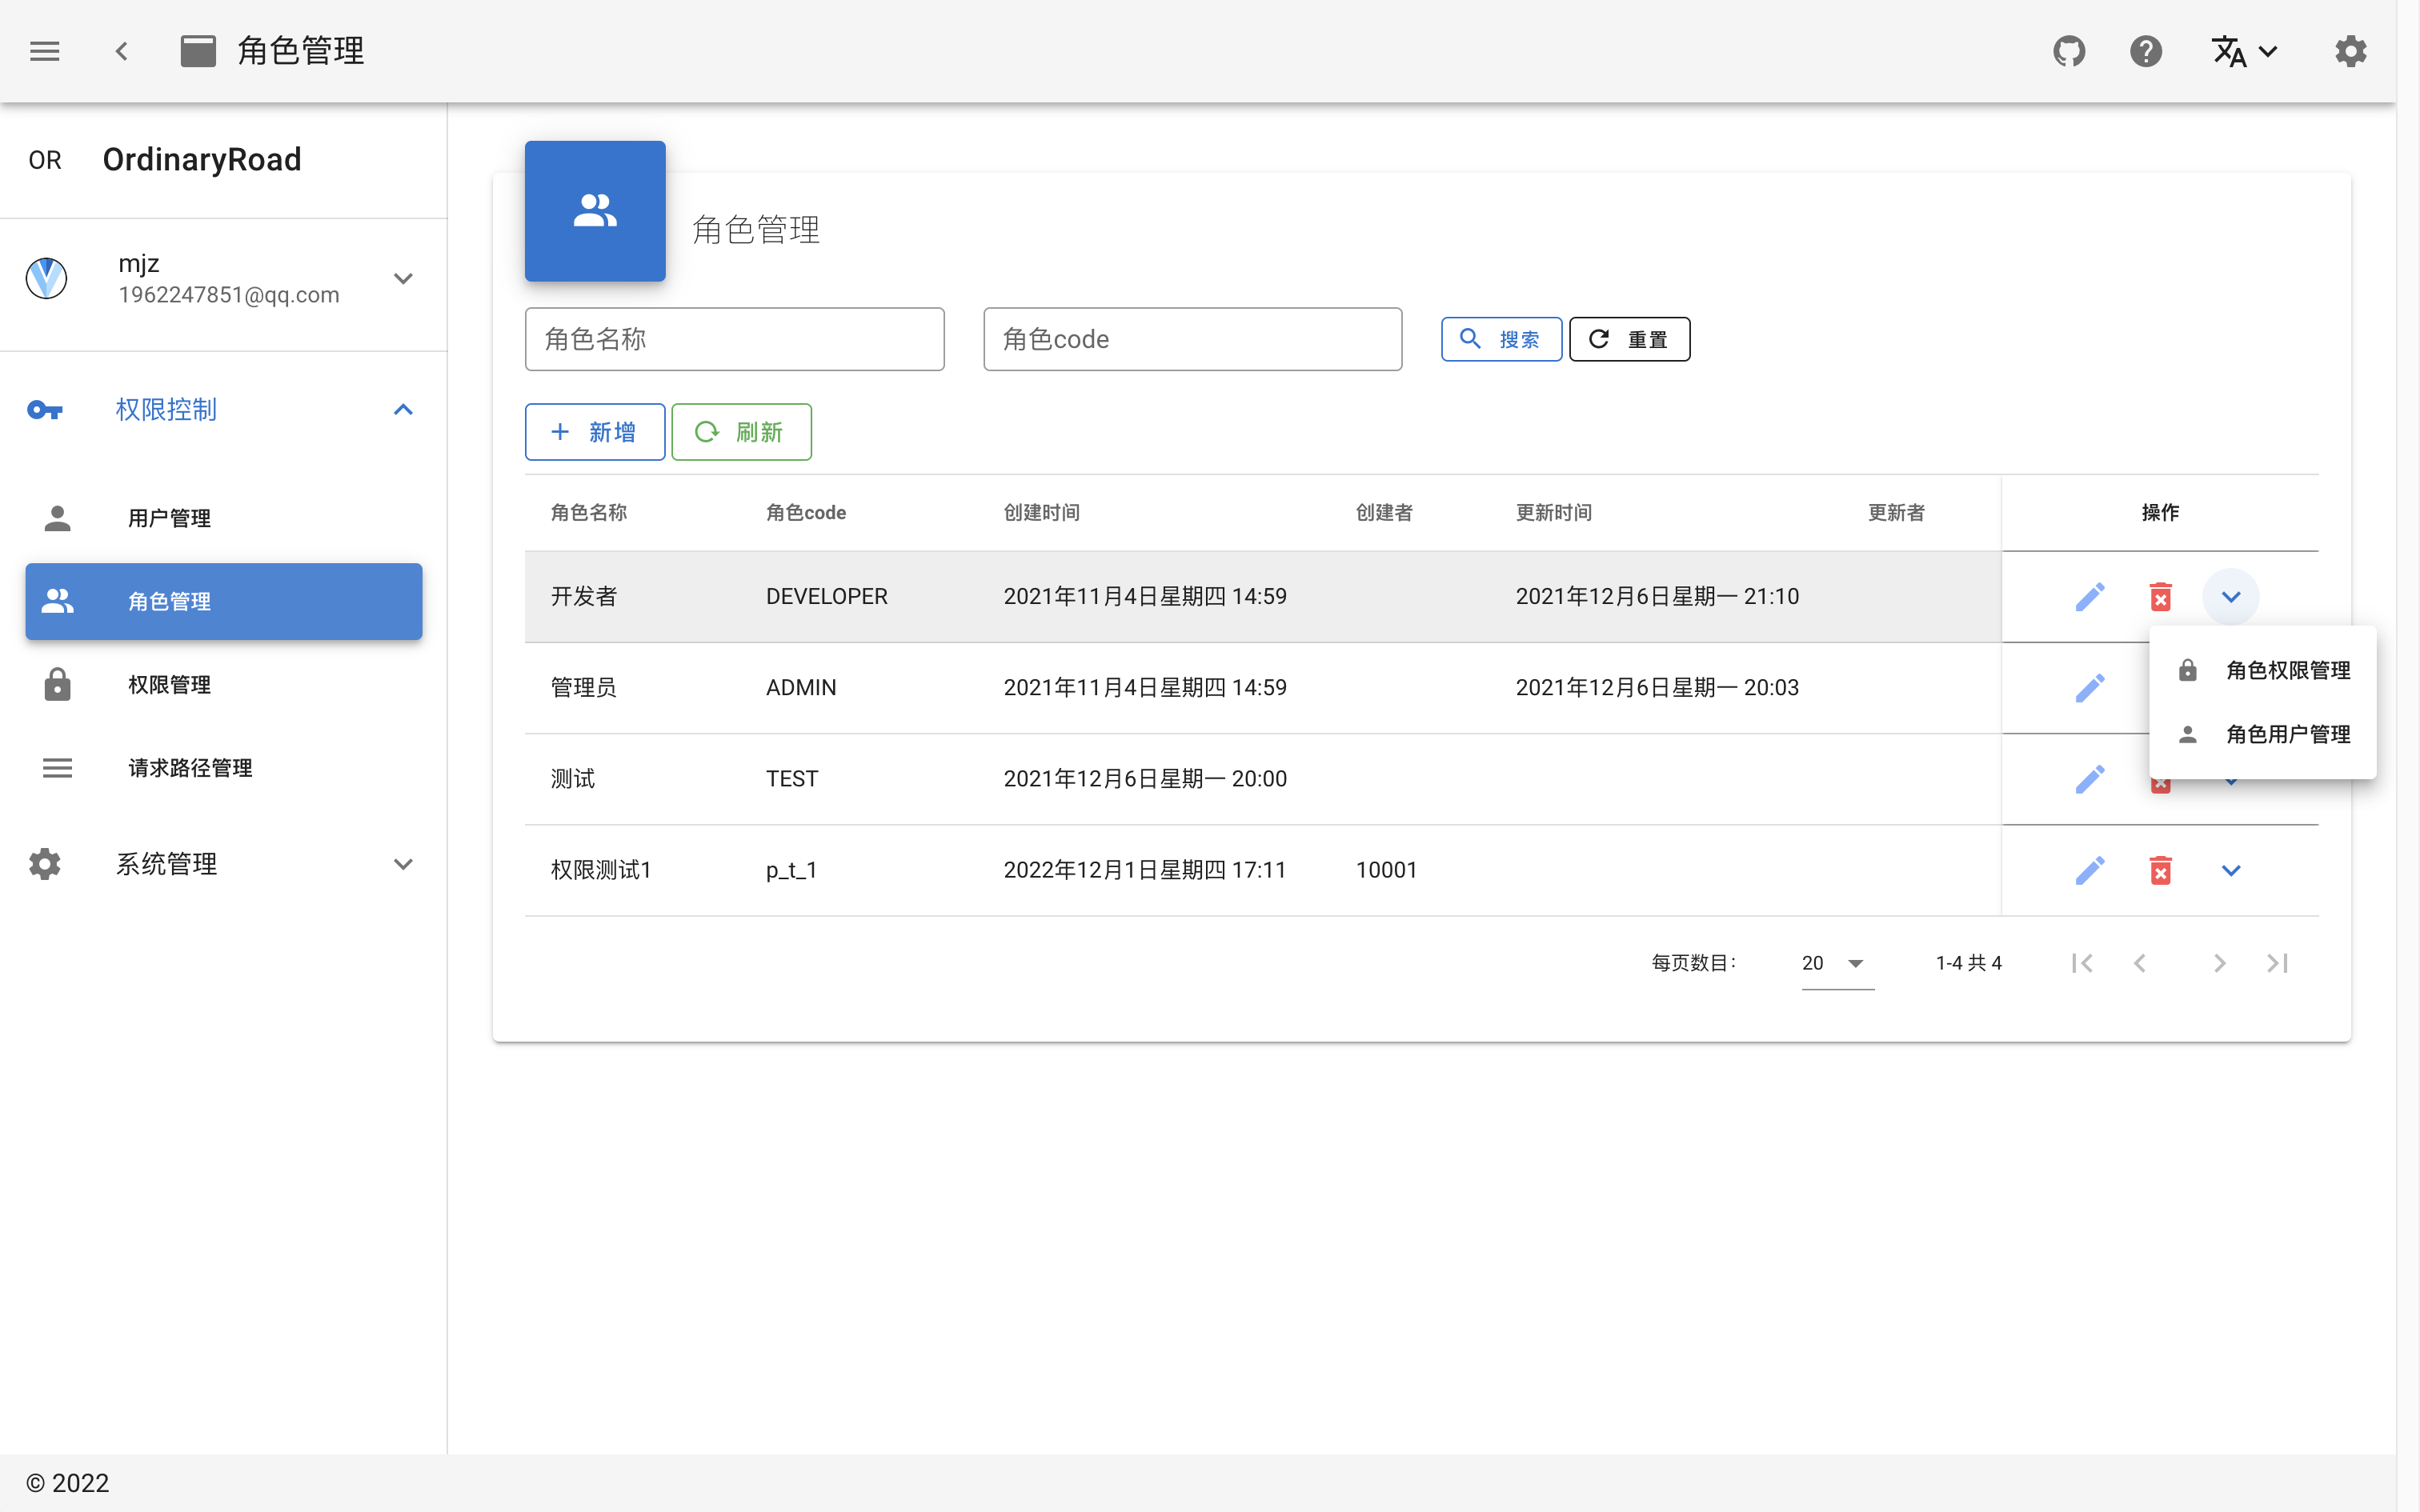 角色管理
OR OrdinaryRoad
mjz
1962247851@qq.com
权限控制
用户管理
角色管理
权限管理
请求路径管理
系统管理
角色管理
角色名称 角色code 搜索 重置
新增 刷新
角色名称 角色code 创建时间 创建者 更新时间 更新者 操作
开发者 DEVELOPER 2021年11月4日星期四 14:59 2021年12月6日星期一 21:10
管理员 ADMIN 2021年11月4日星期四 14:59 2021年12月6日星期一 20:03
测试 TEST 2021年12月6日星期一 20:00
权限测试1 p_t_1 2022年12月1日星期四 17:11 10001
角色权限管理
角色用户管理
每页数目: 20 1-4 共 4
© 2022